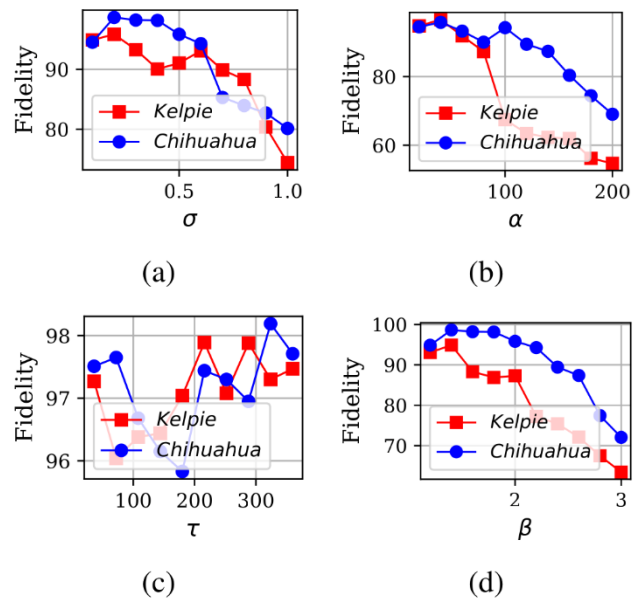 Fidelity
90
80
Kelpie
Chihuahua
0.5
1.0
σ
(a)
Fidelity
80
60
Kelpie
Chihuahua
100
200
α
(b)
Fidelity
98
97
96
Kelpie
Chihuahua
100
200
300
τ
(c)
Fidelity
100
90
80
70
Kelpie
Chihuahua
2
3
β
(d)